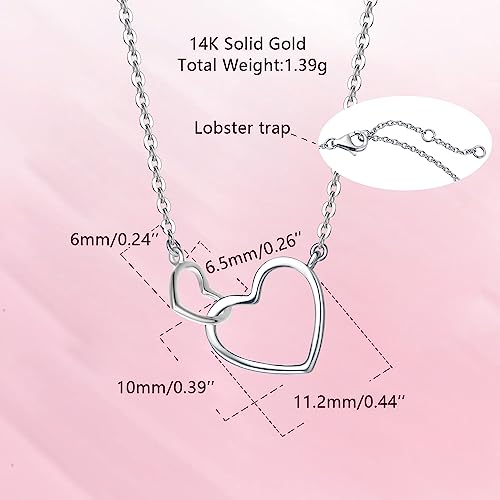 14K Solid Gold
Total Weight:1.39g
Lobster trap
6mm/0.24''
6.5mm/0.26''
10mm/0.39''
11.2mm/0.44''